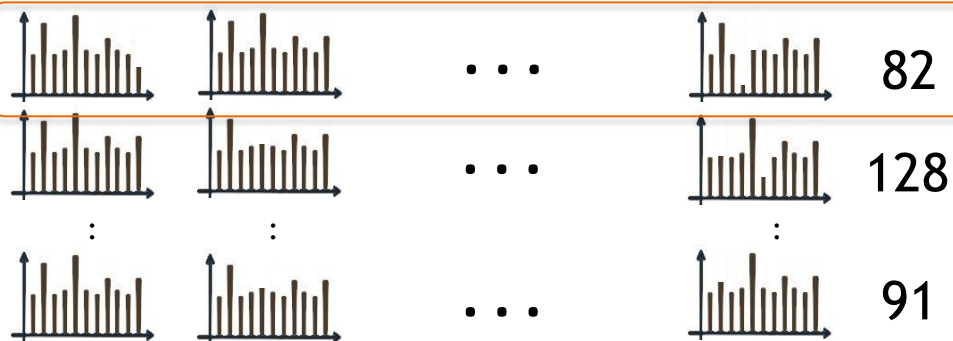 . . . 82
. . . 128
: : :
. . . 91